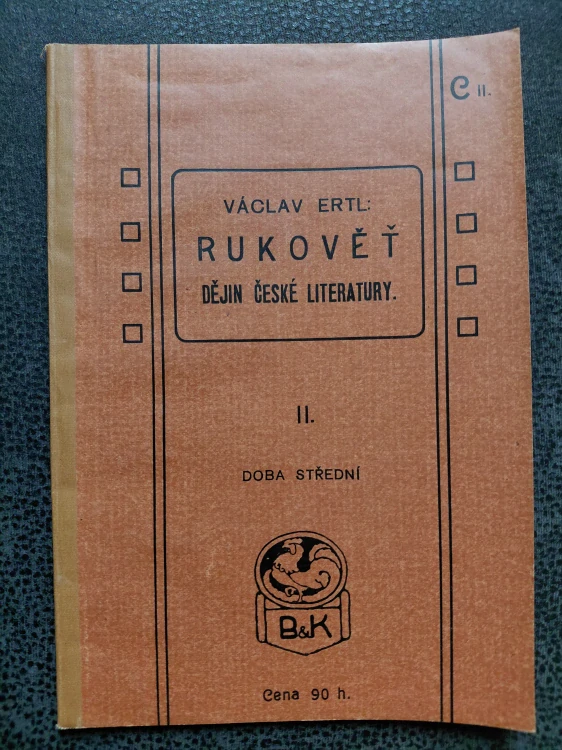 C II.
VÁCLAV ERTL:
RUKOVĚŤ
DĚJIN ČESKÉ LITERATURY.
II.
DOBA STŘEDNÍ
B&K
Cena 90 h.